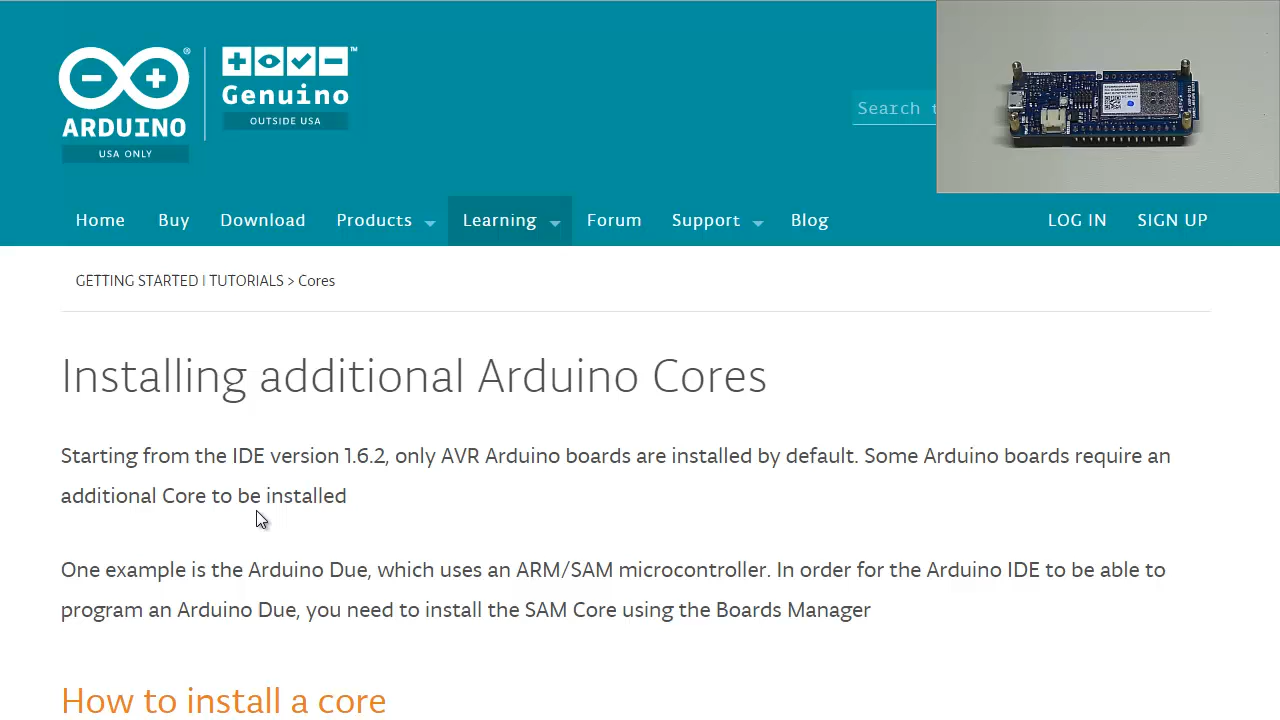 ARDUINO
USA ONLY
Genuino
OUTSIDE USA
Search t
Home Buy Download Products Learning Forum Support Blog LOG IN SIGN UP
GETTING STARTED | TUTORIALS > Cores
Installing additional Arduino Cores
Starting from the IDE version 1.6.2, only AVR Arduino boards are installed by default. Some Arduino boards require an
additional Core to be installed
One example is the Arduino Due, which uses an ARM/SAM microcontroller. In order for the Arduino IDE to be able to
program an Arduino Due, you need to install the SAM Core using the Boards Manager
How to install a core